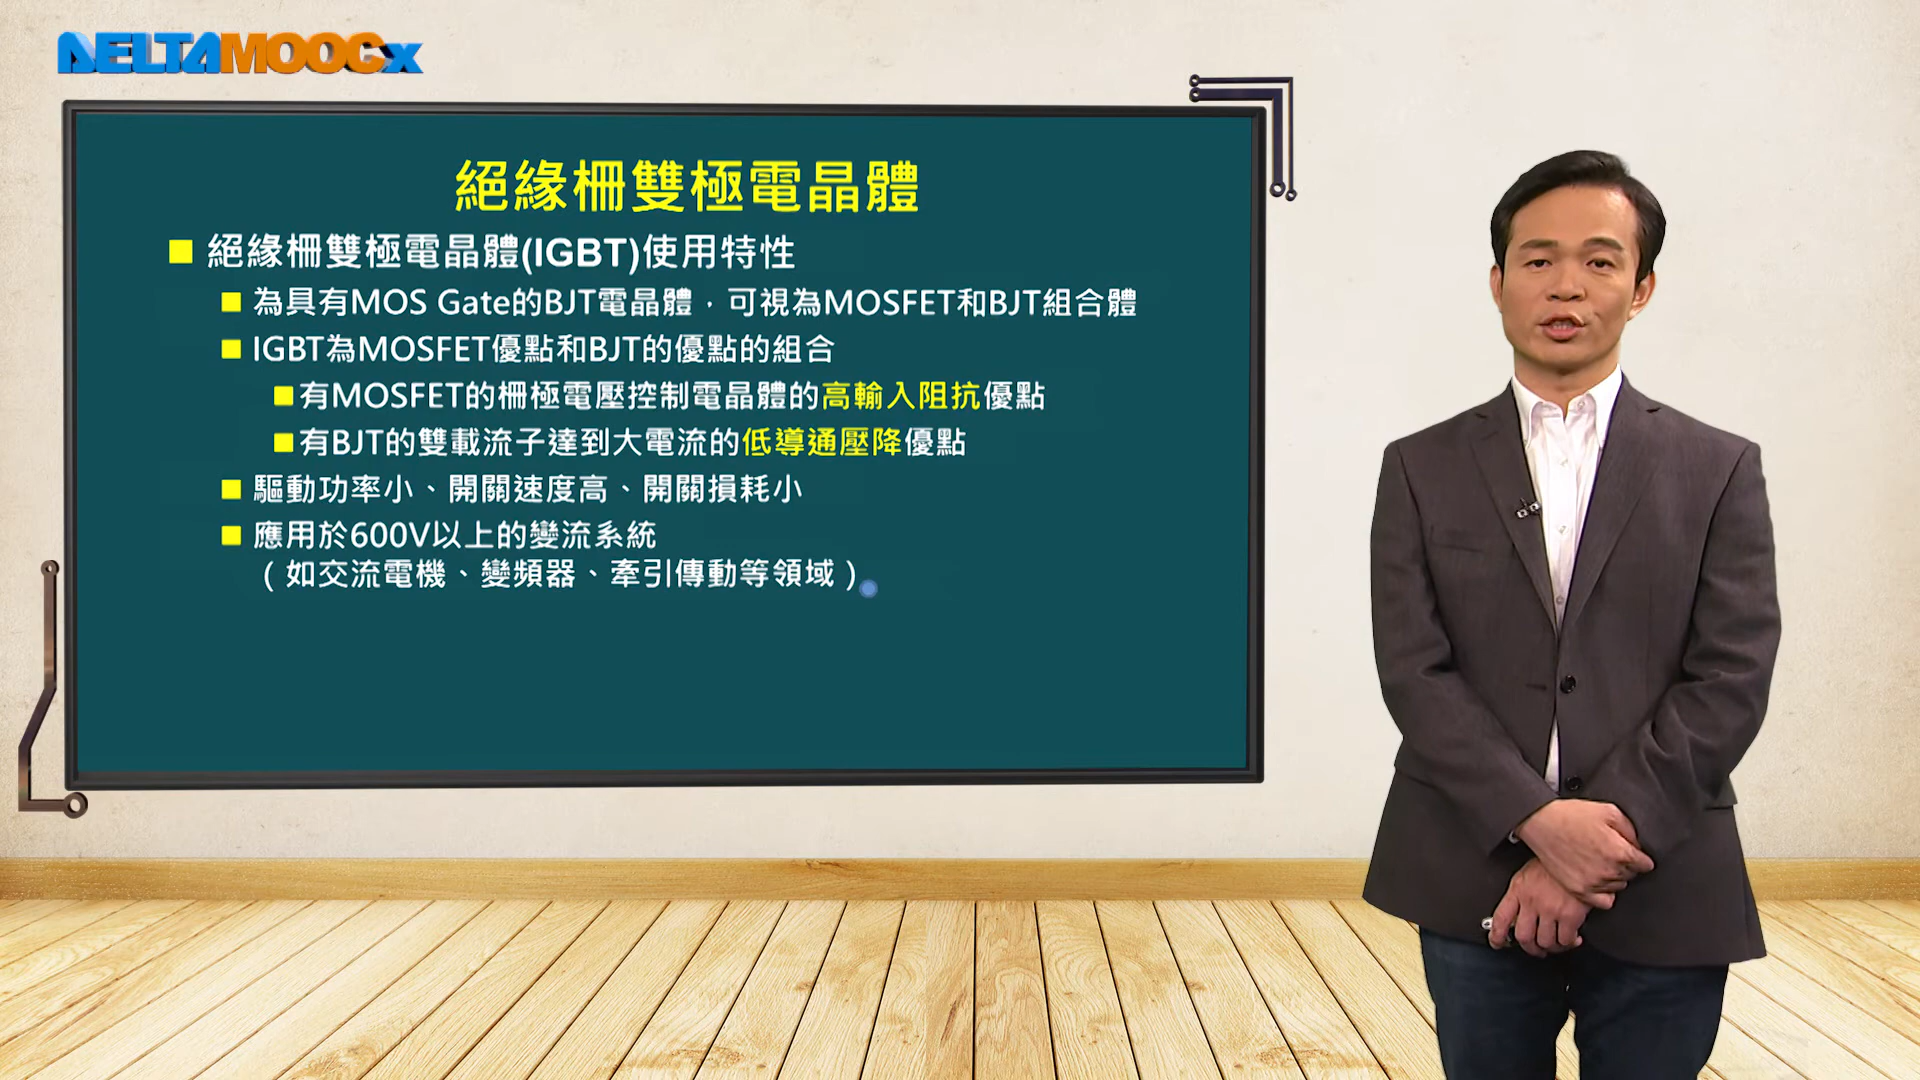 DELTAMOOCx
絕緣柵雙極電晶體
絕緣柵雙極電晶體(IGBT)使用特性
為具有MOS Gate的BJT電晶體，可視為MOSFET和BJT組合體
IGBT為MOSFET優點和BJT的優點的組合
有MOSFET的柵極電壓控制電晶體的高輸入阻抗優點
有BJT的雙載流子達到大電流的低導通壓降優點
驅動功率小、開關速度高、開關損耗小
應用於600V以上的變流系統
（如交流電機、變頻器、牽引傳動等領域）